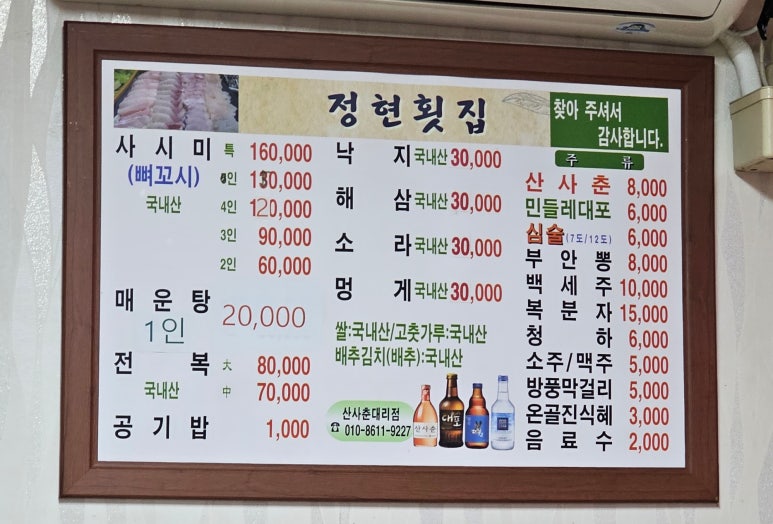 정현횟집
찾아 주셔서
감사합니다.
사시미 특 160,000
(뼈꼬시) 인 130,000
국내산 4인 120,000
3인 90,000
2인 60,000
매운탕 20,000
1인
전복 大 80,000
국내산 中 70,000
공기밥 1,000
낙지 국내산 30,000
해삼 국내산 30,000
소라 국내산 30,000
멍게 국내산 30,000
쌀:국내산/고춧가루:국내산
배추김치(배추):국내산
산사춘대리점
☎ 010-8611-9227
산사춘
대포
주류
산사춘 8,000
민들레대포 6,000
심술(7도/12도) 6,000
부안뽕 8,000
백세주 10,000
복분자 15,000
청하 6,000
소주/맥주 5,000
방풍막걸리 5,000
온골진식혜 3,000
음료수 2,000